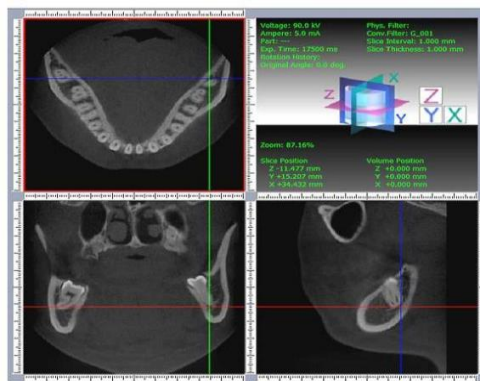 Voltage: 90.0 kV
Ampere: 5.0 mA
Part: ---
Exp. Time: 17500 ms
Rotation History:
Original Angle: 0.0 deg.
Phys. Filter:
Conv.Filter: G_001
Slice Interval: 1.000 mm
Slice Thickness: 1.000 mm
X
Z
Y
Z
Y X
Zoom: 87.16%
Slice Position
Z -11.477 mm
Y +15.207 mm
X +34.432 mm
Volume Position
Z +0.000 mm
Y +0.000 mm
X +0.000 mm